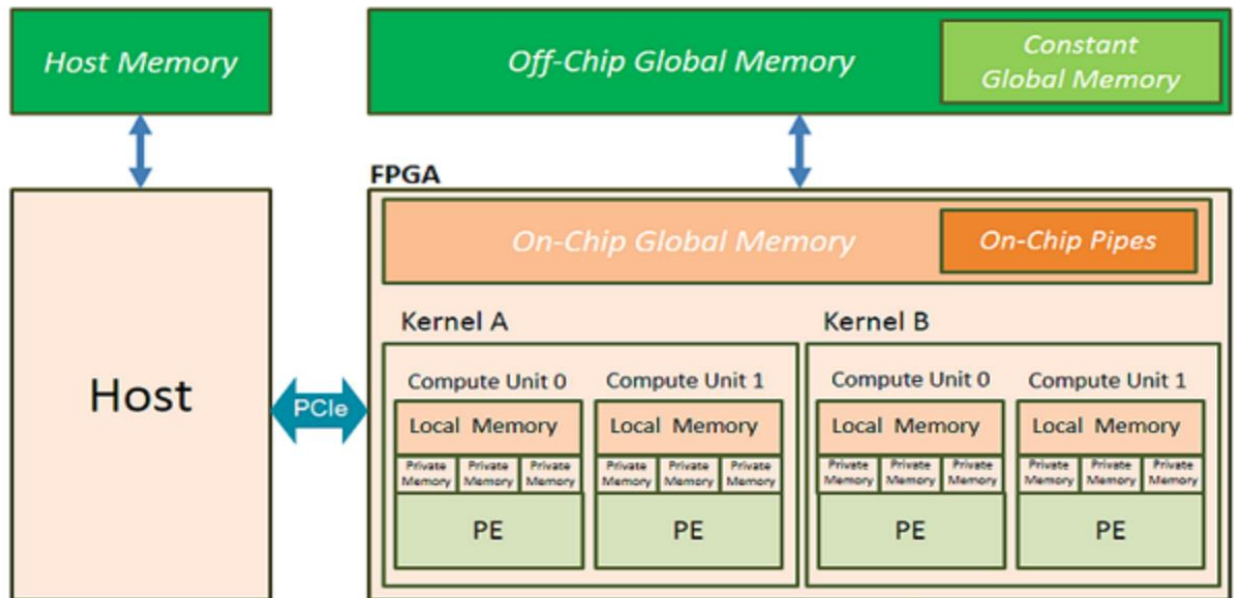 Host Memory
Off-Chip Global Memory
Constant
Global Memory
FPGA
On-Chip Global Memory
On-Chip Pipes
Kernel A
Kernel B
Host
PCIe
Compute Unit 0
Compute Unit 1
Compute Unit 0
Compute Unit 1
Local Memory
Local Memory
Local Memory
Local Memory
Private Private Private
Memory Memory Memory
Private Private Private
Memory Memory Memory
Private Private Private
Memory Memory Memory
Private Private Private
Memory Memory Memory
PE
PE
PE
PE